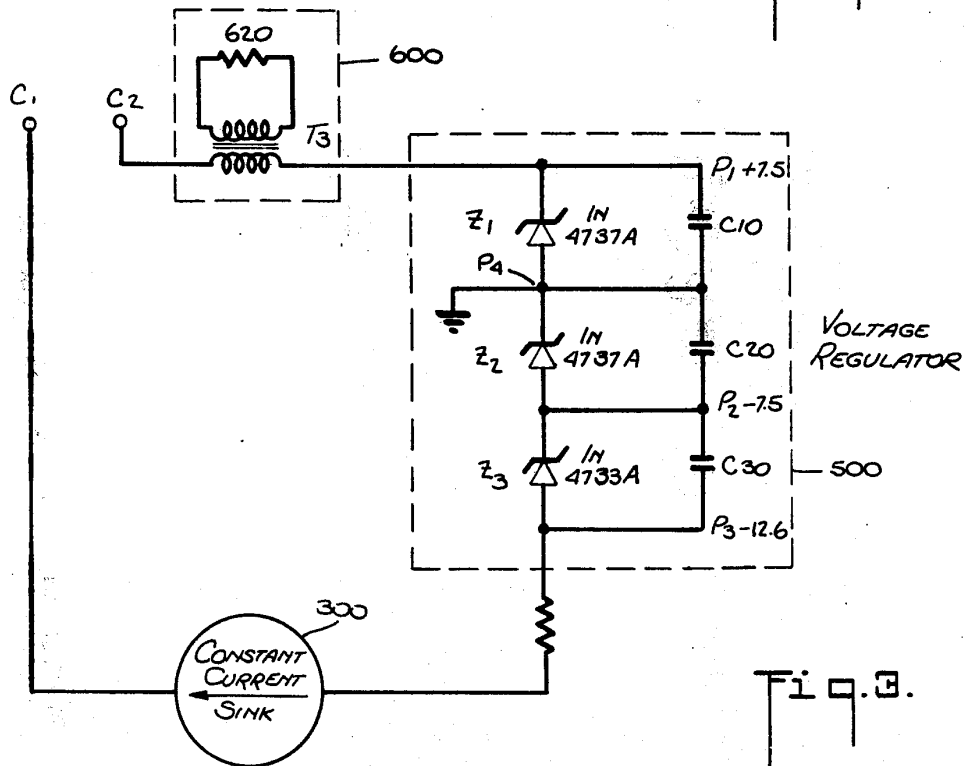 620
600
C1
C2
T3
P1+7.5
Z1
IN
4737A
C10
P4
VOLTAGE
REGULATOR
Z2
IN
4737A
C20
P2-7.5
Z3
IN
4733A
C30
500
P3-12.6
300
CONSTANT
CURRENT
SINK
Fig.3.